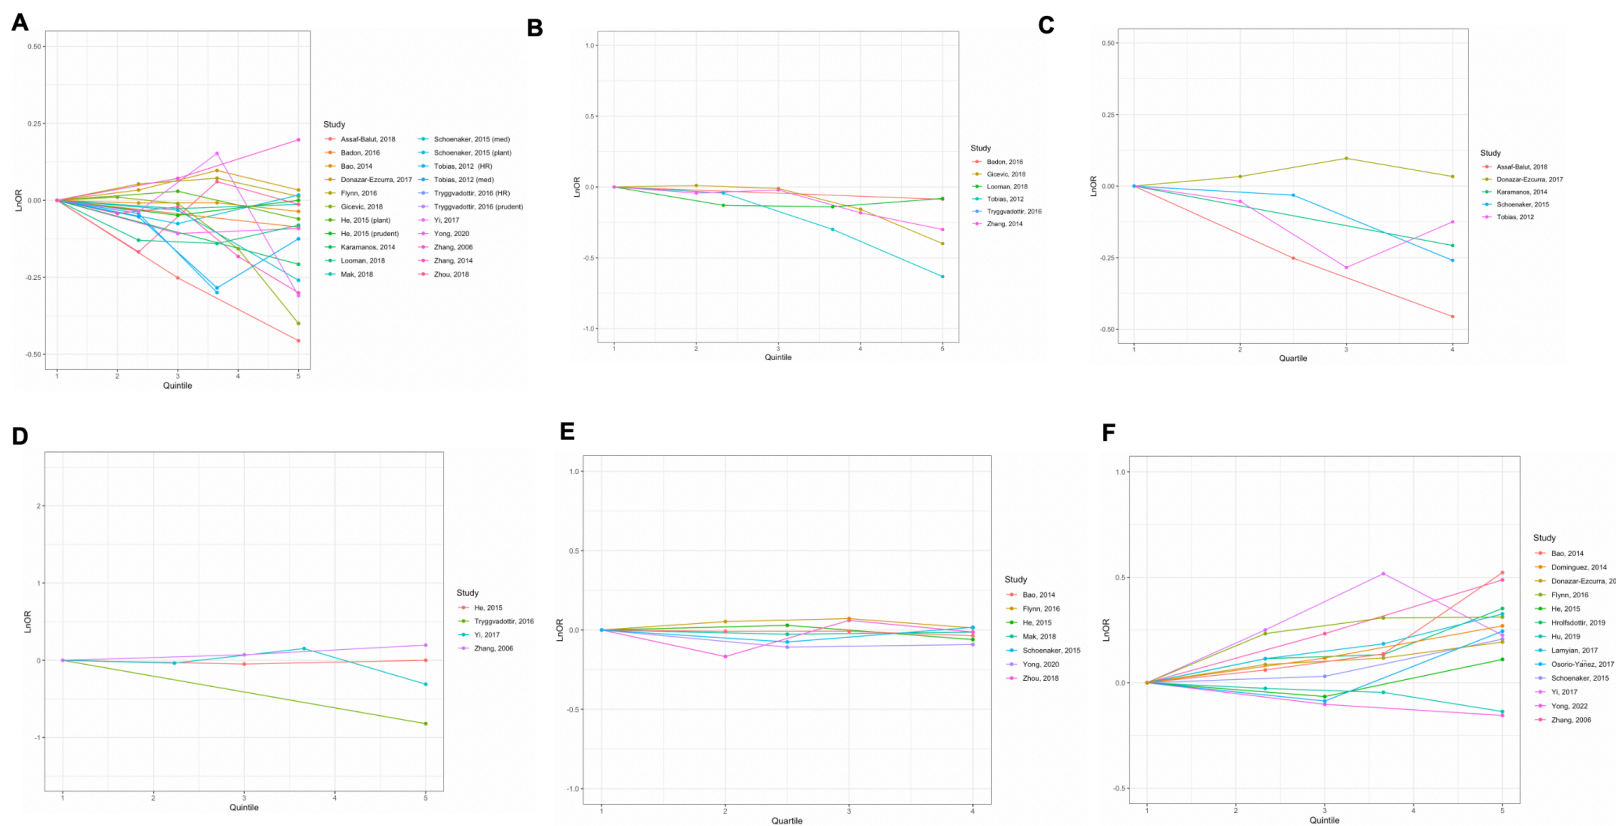 A
0.50
0.25
0.00
-0.25
-0.50
LnOR
1 2 3 4 5
Quintile
Study
Assaf-Balut, 2018
Badon, 2016
Bao, 2014
Donazar-Ezcurra, 2017
Flynn, 2016
Gicevic, 2018
He, 2015 (plant)
He, 2015 (prudent)
Karamanos, 2014
Looman, 2018
Mak, 2018
Schoenaker, 2015 (med)
Schoenaker, 2015 (plant)
Tobias, 2012 (HR)
Tobias, 2012 (med)
Tryggvadottir, 2016 (HR)
Tryggvadottir, 2016 (prudent)
Yi, 2017
Yong, 2020
Zhang, 2006
Zhang, 2014
Zhou, 2018
B
1.0
0.5
0.0
-0.5
-1.0
LnOR
1 2 3 4 5
Quintile
Study
Badon, 2016
Gicevic, 2018
Looman, 2018
Tobias, 2012
Tryggvadottir, 2016
Zhang, 2014
C
0.50
0.25
0.00
-0.25
-0.50
LnOR
1 2 3 4
Quartile
Study
Assaf-Balut, 2018
Donazar-Ezcurra, 2017
Karamanos, 2014
Schoenaker, 2015
Tobias, 2012
D
2
1
0
-1
LnOR
1 2 3 4 5
Quintile
Study
He, 2015
Tryggvadottir, 2016
Yi, 2017
Zhang, 2006
E
1.0
0.5
0.0
-0.5
-1.0
LnOR
1 2 3 4
Quartile
Study
Bao, 2014
Flynn, 2016
He, 2015
Mak, 2018
Schoenaker, 2015
Yong, 2020
Zhou, 2018
F
1.0
0.5
0.0
-0.5
LnOR
1 2 3 4 5
Quintile
Study
Bao, 2014
Dominguez, 2014
Donazar-Ezcurra, 20
Flynn, 2016
He, 2015
Hrolfsdottir, 2019
Hu, 2019
Lamyian, 2017
Osorio-Yañez, 2017
Schoenaker, 2015
Yi, 2017
Yong, 2022
Zhang, 2006